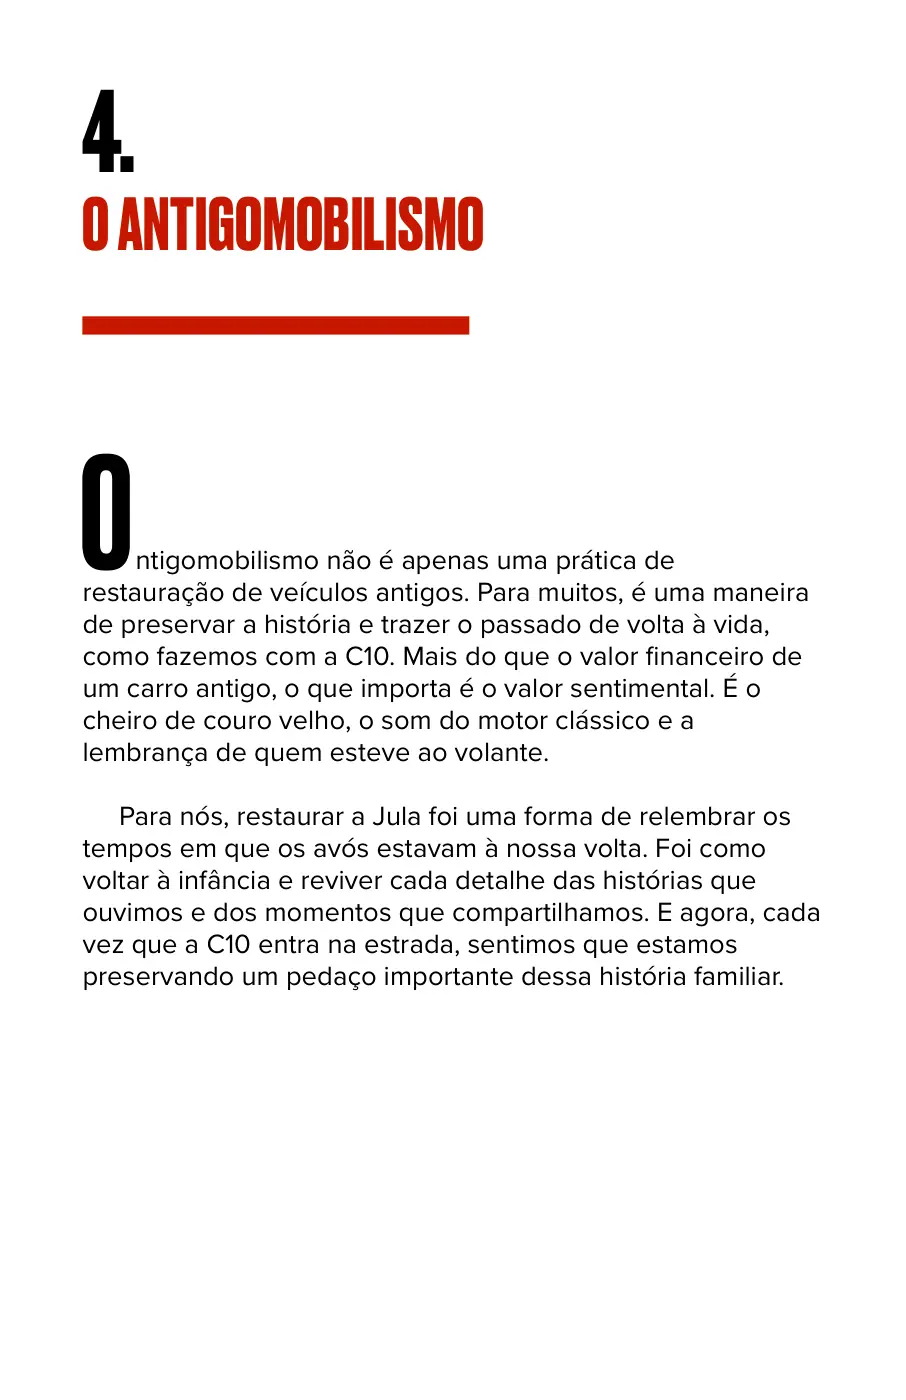 4.
O ANTIGOMOBILISMO
Ontigomobilismo não é apenas uma prática de
restauração de veículos antigos. Para muitos, é uma maneira
de preservar a história e trazer o passado de volta à vida,
como fazemos com a C10. Mais do que o valor financeiro de
um carro antigo, o que importa é o valor sentimental. É o
cheiro de couro velho, o som do motor clássico e a
lembrança de quem esteve ao volante.
Para nós, restaurar a Jula foi uma forma de relembrar os
tempos em que os avós estavam à nossa volta. Foi como
voltar à infância e reviver cada detalhe das histórias que
ouvimos e dos momentos que compartilhamos. E agora, cada
vez que a C10 entra na estrada, sentimos que estamos
preservando um pedaço importante dessa história familiar.